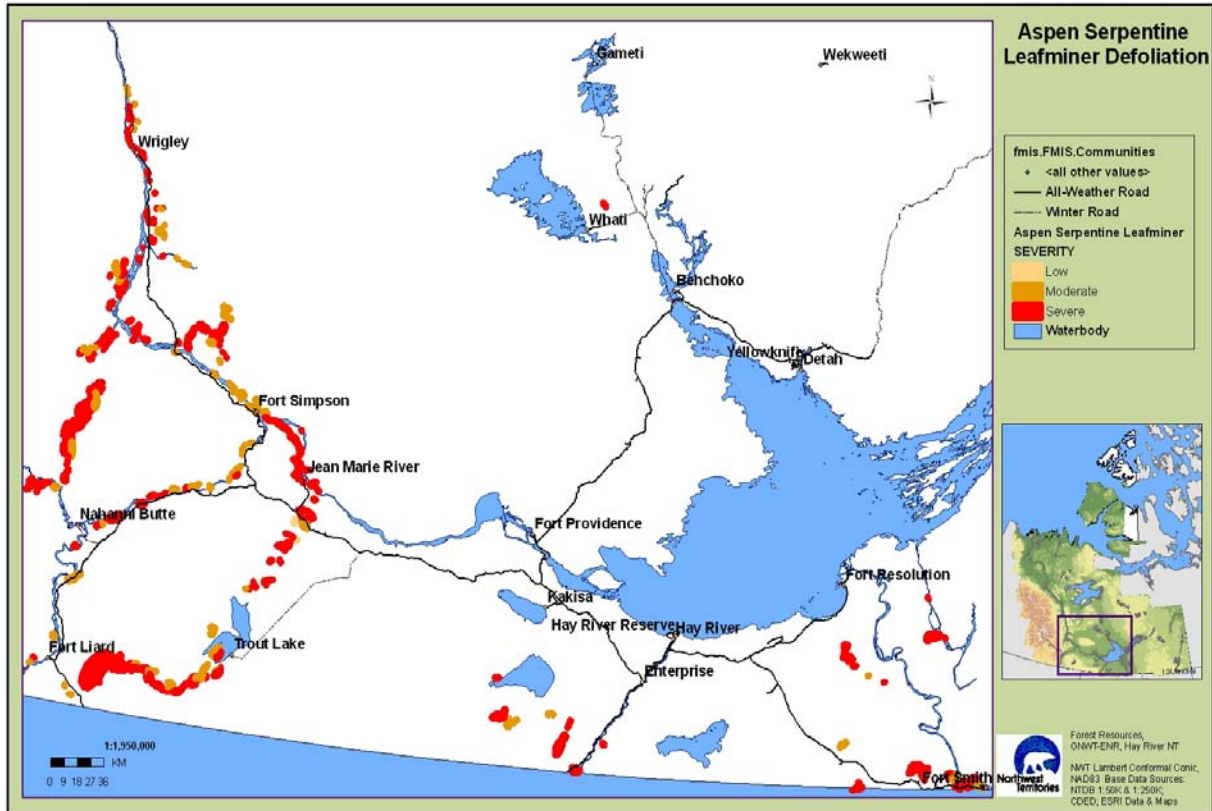 Aspen Serpentine
Leafminer Defoliation
Gameti
Wekweeti
N
Wrigley
Whati
Behchoko
Yellowknife
Detah
Fort Simpson
Jean Marie River
Nahanni Butte
Fort Providence
Fort Resolution
Kakisa
Hay River Reserve
Hay River
Fort Liard
Trout Lake
Enterprise
Fort Smith
1:1,950,000
KM
0 9 18 27 36
fmis.FMIS.Communities
<all other values>
All-Weather Road
Winter Road
Aspen Serpentine Leafminer
SEVERITY
Low
Moderate
Severe
Waterbody
Northwest
Territories
Forest Resources,
GNWT-ENR, Hay River NT
NWT Lambert Conformal Conic,
NAD83 Base Data Sources:
NTDB 1:50K & 1:250K;
CDED, ESRI Data & Maps